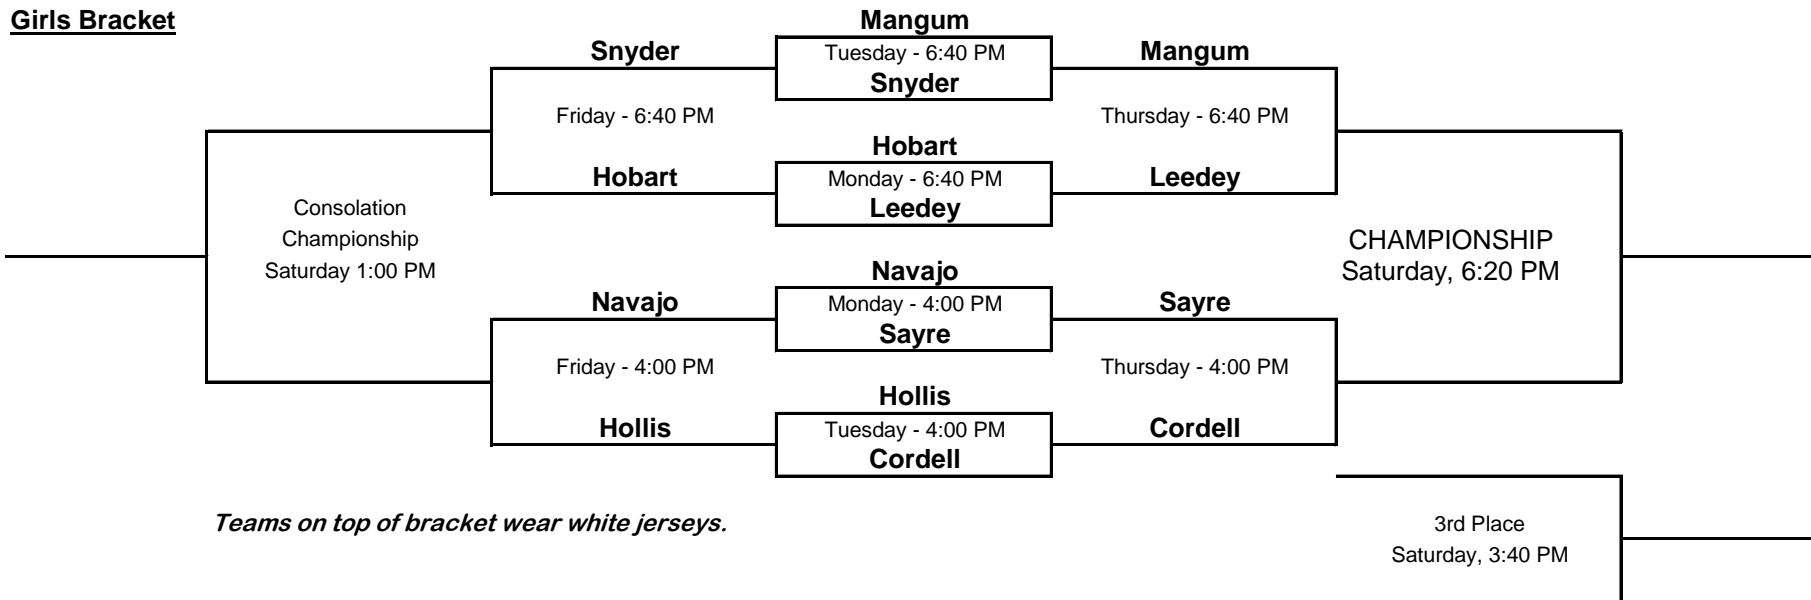 Girls Bracket
Mangum
Snyder
Tuesday - 6:40 PM
Mangum
Snyder
Friday - 6:40 PM
Thursday - 6:40 PM
Hobart
Hobart
Monday - 6:40 PM
Leedey
Leedey
Consolation
Championship
Saturday 1:00 PM
CHAMPIONSHIP
Saturday, 6:20 PM
Navajo
Navajo
Monday - 4:00 PM
Sayre
Sayre
Friday - 4:00 PM
Thursday - 4:00 PM
Hollis
Hollis
Tuesday - 4:00 PM
Cordell
Cordell
Teams on top of bracket wear white jerseys.
3rd Place
Saturday, 3:40 PM